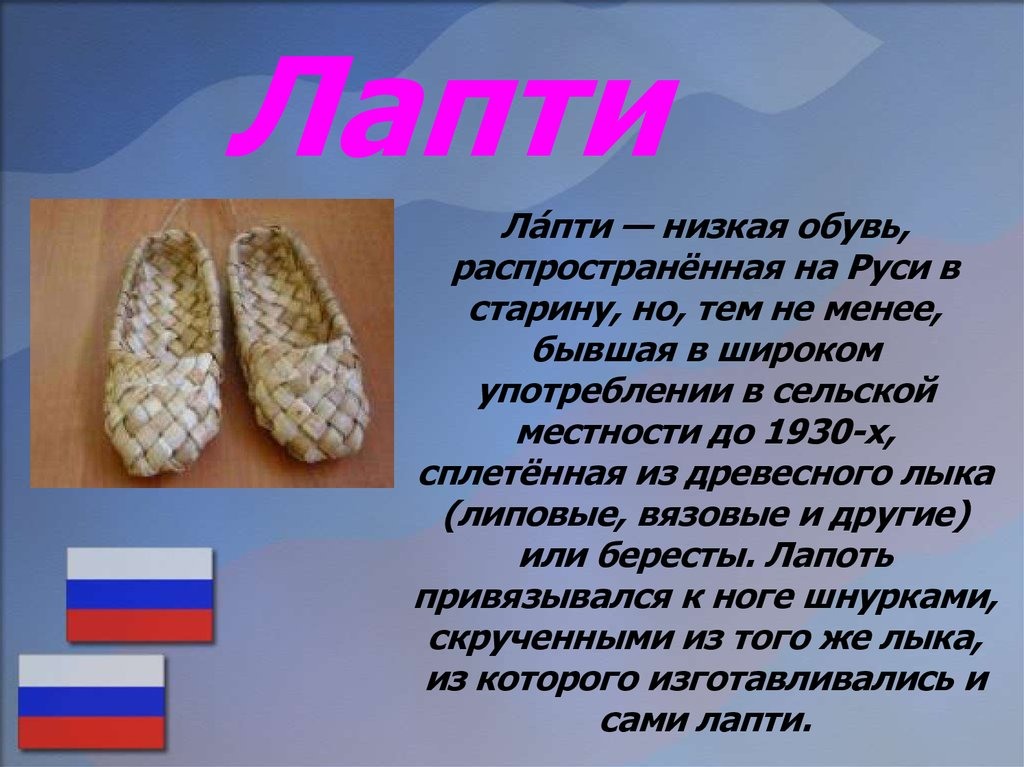 Лапти
Ла́пти — низкая обувь,
распространённая на Руси в
старину, но, тем не менее,
бывшая в широком
употреблении в сельской
местности до 1930-х,
сплетённая из древесного лыка
(липовые, вязовые и другие)
или бересты. Лапоть
привязывался к ноге шнурками,
скрученными из того же лыка,
из которого изготавливались и
сами лапти.